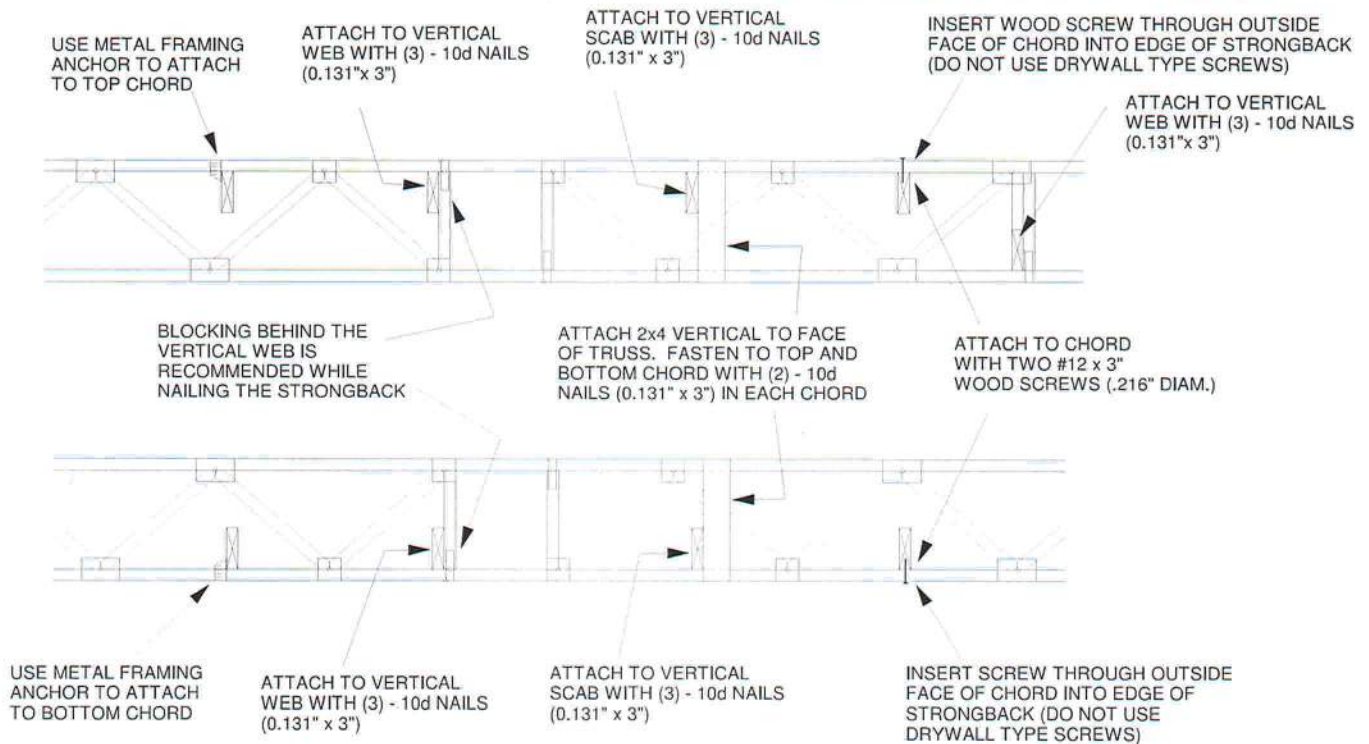 USE METAL FRAMING
ANCHOR TO ATTACH
TO TOP CHORD
ATTACH TO VERTICAL
WEB WITH (3) - 10d NAILS
(0.131"x 3")
ATTACH TO VERTICAL
SCAB WITH (3) - 10d NAILS
(0.131" x 3")
INSERT WOOD SCREW THROUGH OUTSIDE
FACE OF CHORD INTO EDGE OF STRONGBACK
(DO NOT USE DRYWALL TYPE SCREWS)
ATTACH TO VERTICAL
WEB WITH (3) - 10d NAILS
(0.131"x 3")
BLOCKING BEHIND THE
VERTICAL WEB IS
RECOMMENDED WHILE
NAILING THE STRONGBACK
ATTACH 2x4 VERTICAL TO FACE
OF TRUSS. FASTEN TO TOP AND
BOTTOM CHORD WITH (2) - 10d
NAILS (0.131" x 3") IN EACH CHORD
ATTACH TO CHORD
WITH TWO #12 x 3"
WOOD SCREWS (.216" DIAM.)
USE METAL FRAMING
ANCHOR TO ATTACH
TO BOTTOM CHORD
ATTACH TO VERTICAL
WEB WITH (3) - 10d NAILS
(0.131" x 3")
ATTACH TO VERTICAL
SCAB WITH (3) - 10d NAILS
(0.131" x 3")
INSERT SCREW THROUGH OUTSIDE
FACE OF CHORD INTO EDGE OF
STRONGBACK (DO NOT USE
DRYWALL TYPE SCREWS)